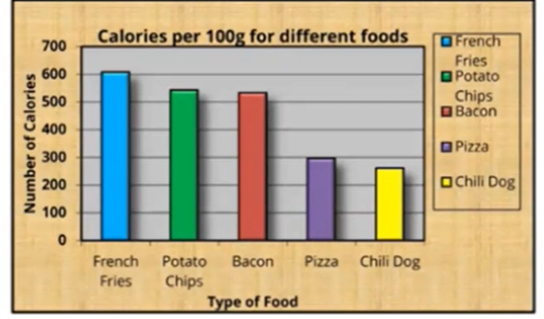 Calories per 100g for different foods
Number of Calories
700
600
500
400
300
200
100
0
French
Fries
Potato
Chips
Bacon
Pizza
Chili Dog
Type of Food
French
Fries
Potato
Chips
Bacon
Pizza
Chili Dog